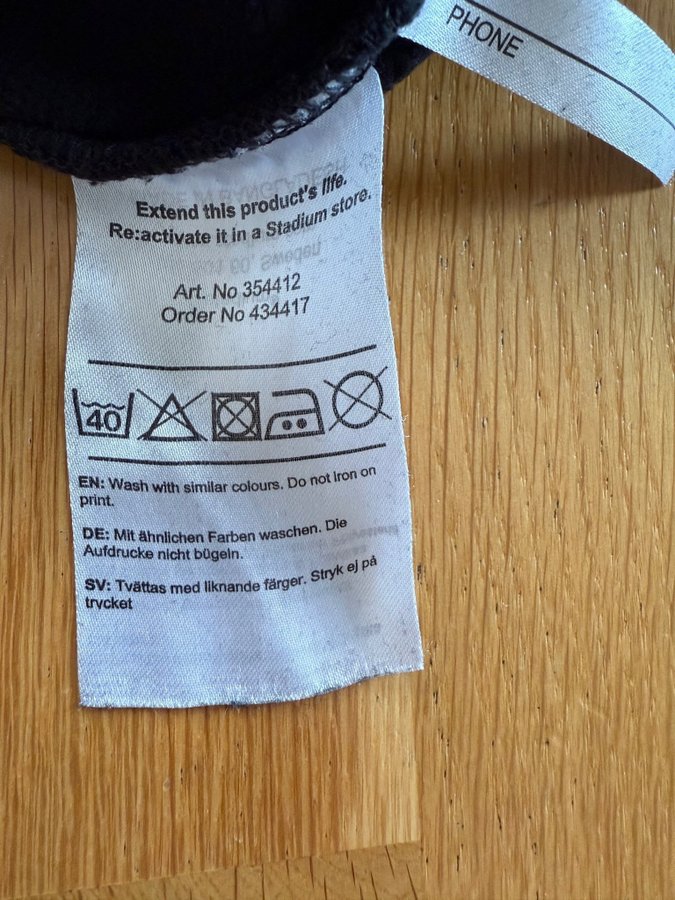 PHONE
Extend this product's life.
Re:activate it in a Stadium store.
Art. No 354412
Order No 434417
40
EN: Wash with similar colours. Do not iron on
print.
DE: Mit ähnlichen Farben waschen. Die
Aufdrucke nicht bügeln.
SV: Tvättas med liknande färger. Stryk ej på
trycket